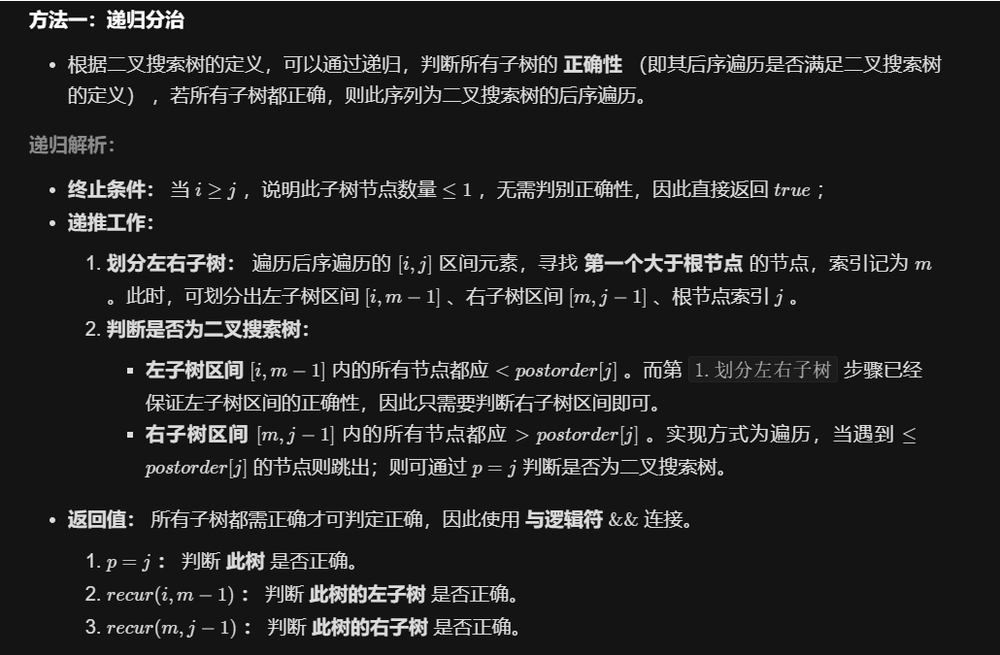 方法一：递归分治
• 根据二叉搜索树的定义，可以通过递归，判断所有子树的 正确性 （即其后序遍历是否满足二叉搜索树
的定义） ，若所有子树都正确，则此序列为二叉搜索树的后序遍历。
递归解析：
• 终止条件： 当 i ≥ j ，说明此子树节点数量 ≤ 1 ，无需判别正确性，因此直接返回 true ；
• 递推工作：
1. 划分左右子树： 遍历后序遍历的 [i, j] 区间元素，寻找 第一个大于根节点 的节点，索引记为 m
。此时，可划分出左子树区间 [i, m − 1] 、右子树区间 [m, j − 1] 、根节点索引 j 。
2. 判断是否为二叉搜索树：
▪ 左子树区间 [i, m − 1] 内的所有节点都应 < postorder[j] 。而第 1.划分左右子树 步骤已经
保证左子树区间的正确性，因此只需要判断右子树区间即可。
▪ 右子树区间 [m, j − 1] 内的所有节点都应 > postorder[j] 。实现方式为遍历，当遇到 ≤
postorder[j] 的节点则跳出；则可通过 p = j 判断是否为二叉搜索树。
• 返回值： 所有子树都需正确才可判定正确，因此使用 与逻辑符 && 连接。
1. p = j ： 判断 此树 是否正确。
2. recur(i, m − 1) ： 判断 此树的左子树 是否正确。
3. recur(m, j − 1) ： 判断 此树的右子树 是否正确。